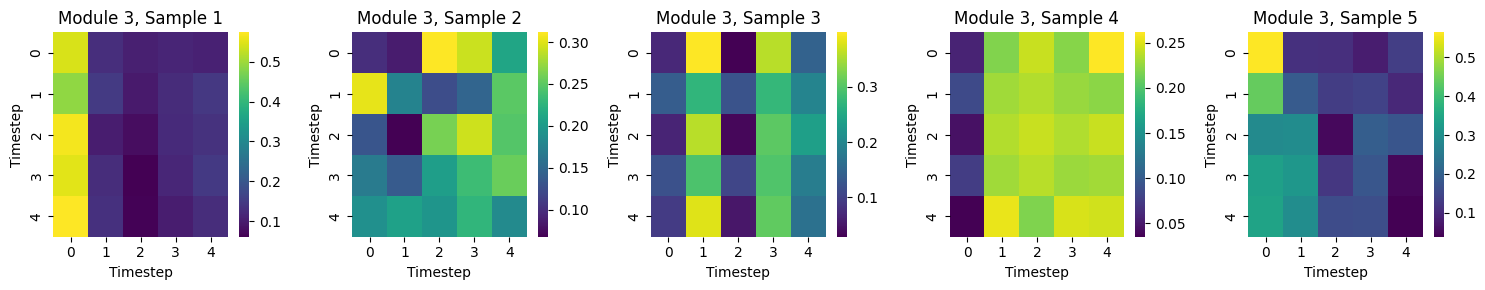 Module 3, Sample 1
Timestep
0
1
2
3
4
0 1 2 3 4
Timestep
0.5
0.4
0.3
0.2
0.1
Module 3, Sample 2
Timestep
0
1
2
3
4
0 1 2 3 4
Timestep
0.30
0.25
0.20
0.15
0.10
Module 3, Sample 3
Timestep
0
1
2
3
4
0 1 2 3 4
Timestep
0.3
0.2
0.1
Module 3, Sample 4
Timestep
0
1
2
3
4
0 1 2 3 4
Timestep
0.25
0.20
0.15
0.10
0.05
Module 3, Sample 5
Timestep
0
1
2
3
4
0 1 2 3 4
Timestep
0.5
0.4
0.3
0.2
0.1